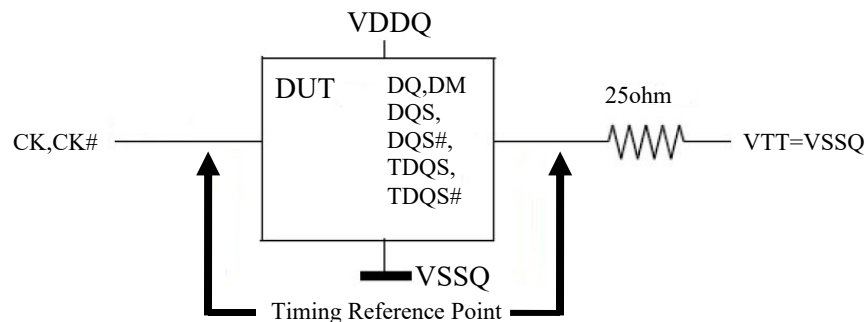 VDDQ
DUT
DQ,DM
DQS,
DQS#,
TDQS,
TDQS#
25ohm
CK,CK#
VTT=VSSQ
VSSQ
Timing Reference Point